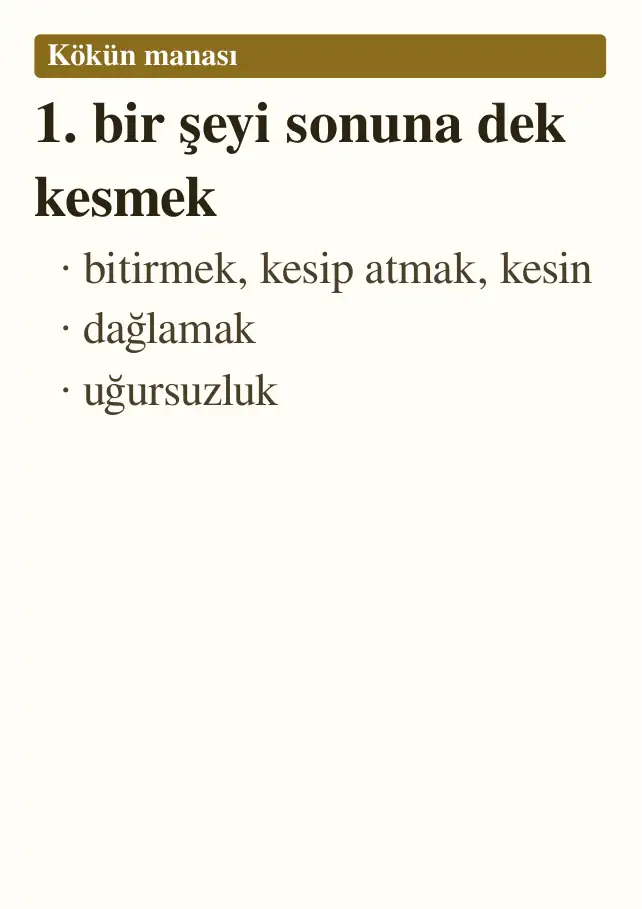 Kökün manası
1. bir şeyi sonuna dek
kesmek
· bitirmek, kesip atmak, kesin
· dağlamak
· uğursuzluk